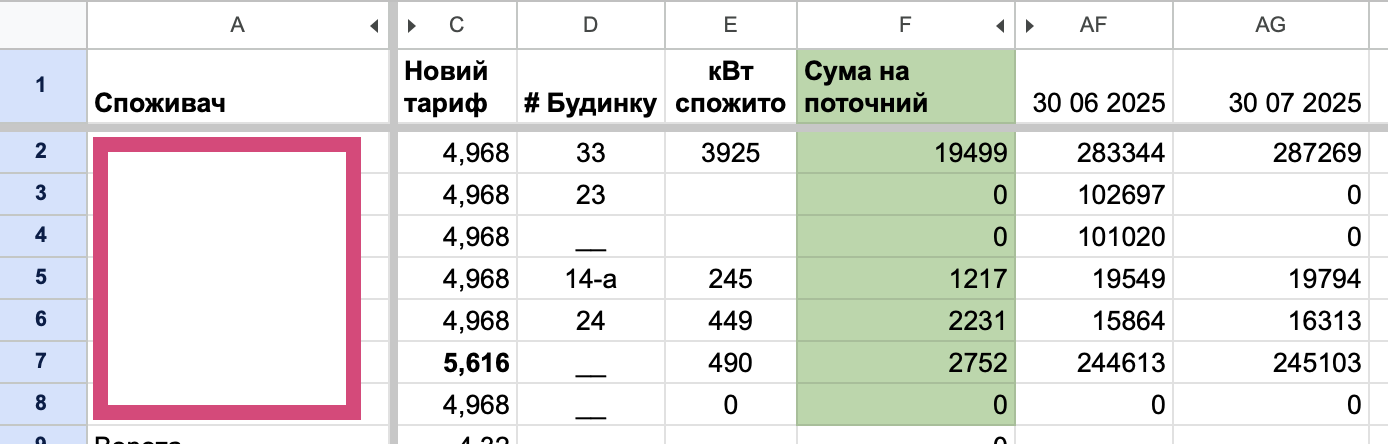 A C D E F AF AG
1 Споживач Новий тариф # Будинку кВт спожито Сума на поточний 30 06 2025 30 07 2025
2 4,968 33 3925 19499 283344 287269
3 4,968 23 0 102697 0
4 4,968 __ 0 101020 0
5 4,968 14-а 245 1217 19549 19794
6 4,968 24 449 2231 15864 16313
7 5,616 __ 490 2752 244613 245103
8 4,968 __ 0 0 0 0
9 Ворота 4,32 0